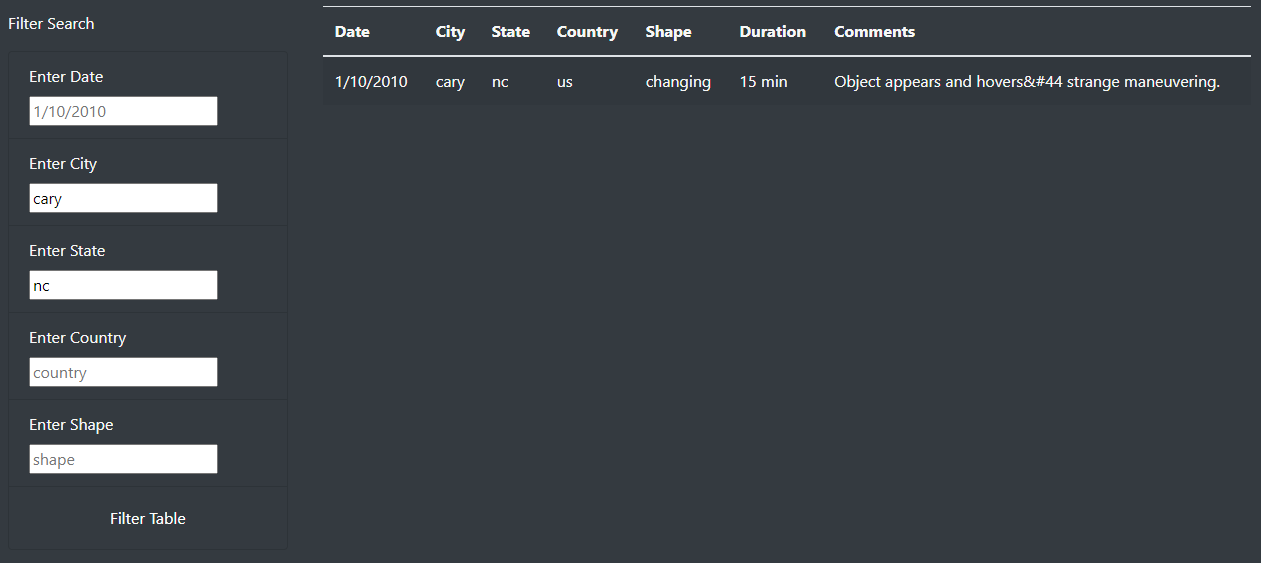 Filter Search
Enter Date
1/10/2010
Enter City
cary
Enter State
nc
Enter Country
country
Enter Shape
shape
Filter Table
Date City State Country Shape Duration Comments
1/10/2010 cary nc us changing 15 min Object appears and hovers&#44 strange maneuvering.